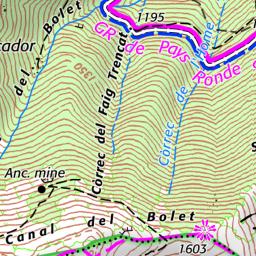 1195
GR de Pays Ronde
cador
del Bolet
1350
Còrrec del Faig Trencat
Còrrec de
Anc. mine
Canal del Bolet
1603